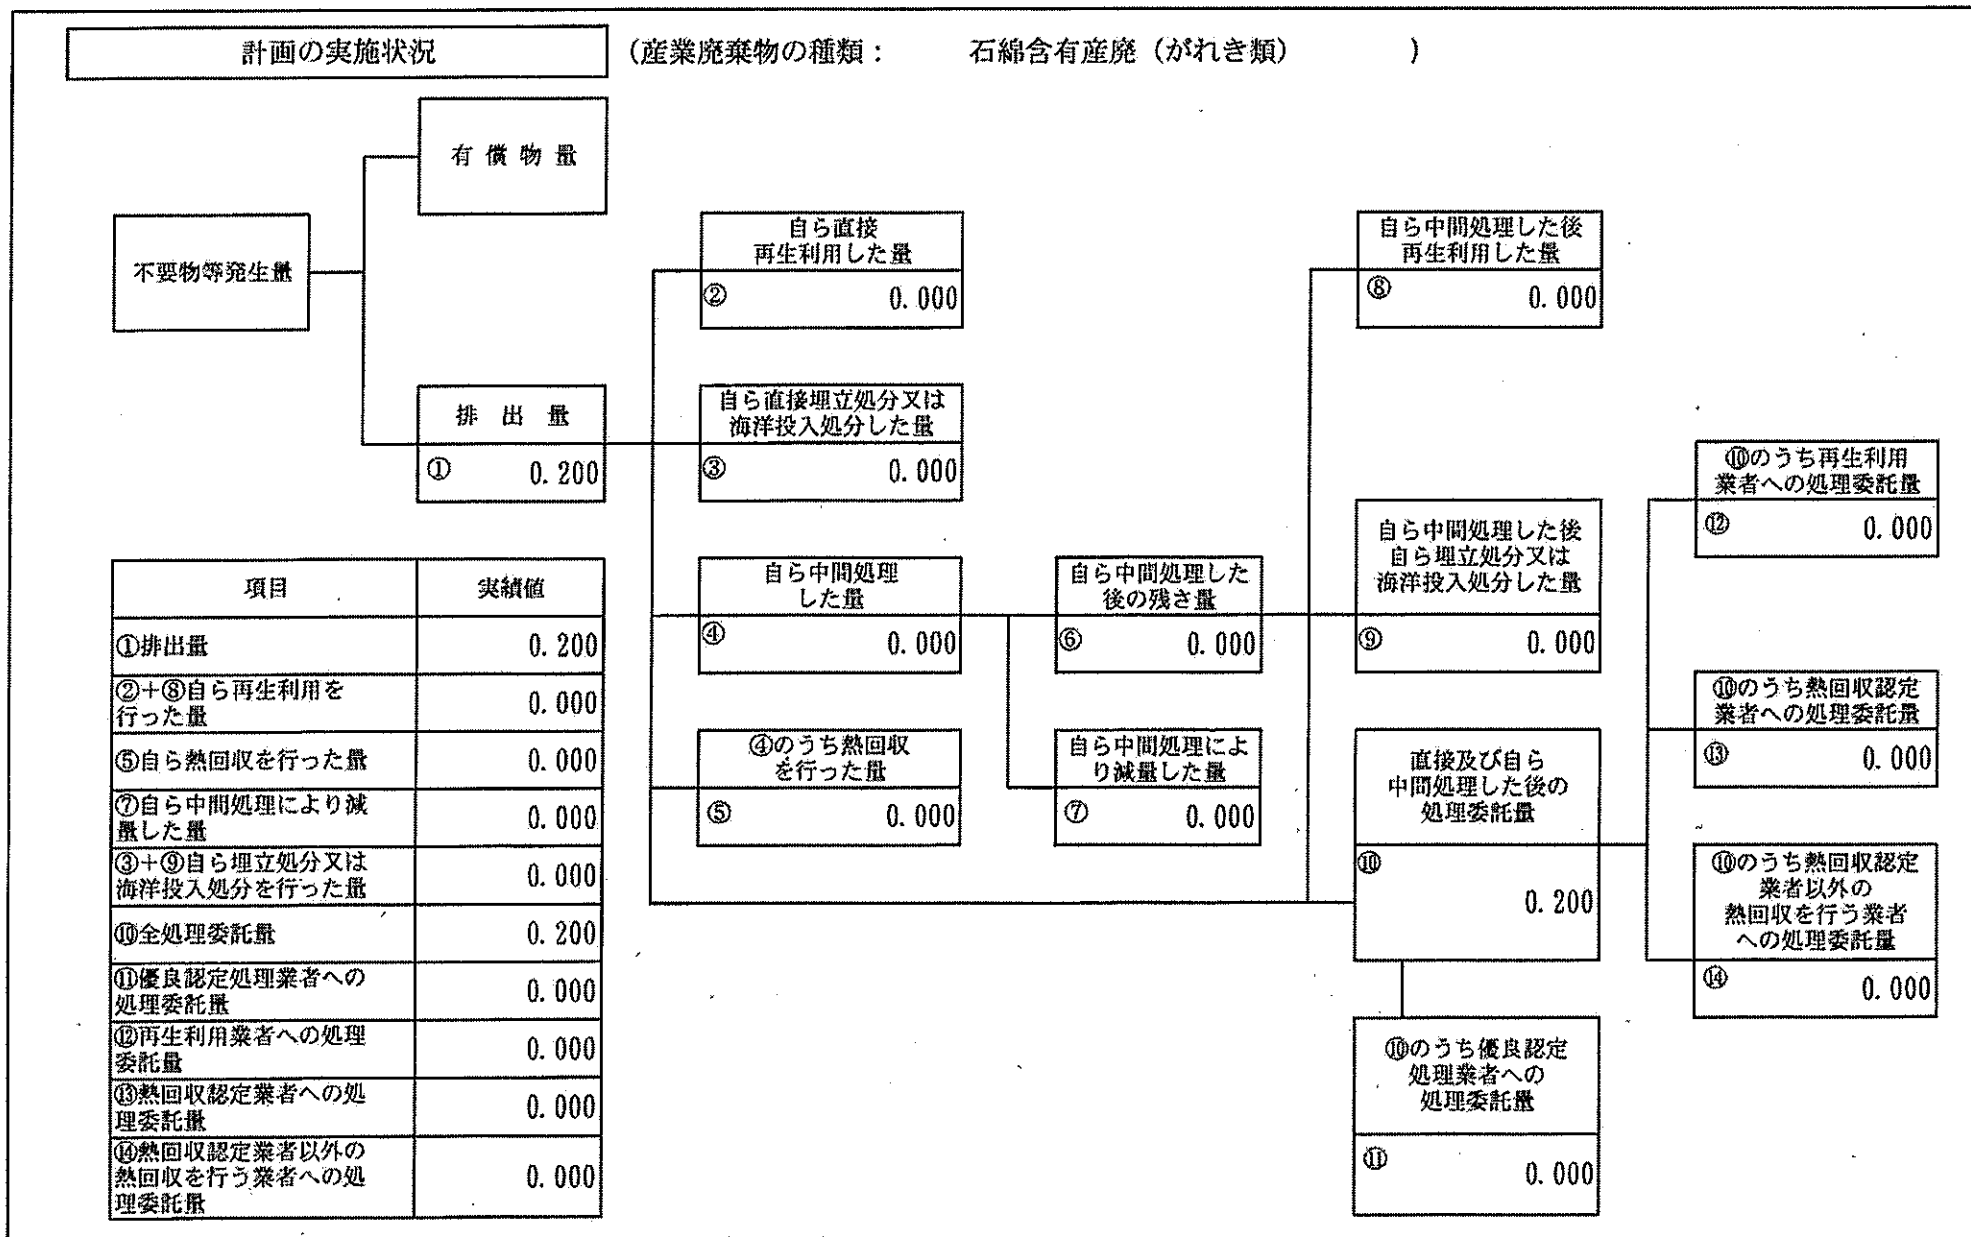 計画の実施状況
（産業廃棄物の種類： 石綿含有産廃（がれき類） ）
有 償 物 量
不要物等発生量
排 出 量
① 0.200
自ら直接
再生利用した量
② 0.000
自ら直接埋立処分又は
海洋投入処分した量
③ 0.000
自ら中間処理
した量
④ 0.000
④のうち熱回収
を行った量
⑤ 0.000
自ら中間処理した
後の残さ量
⑥ 0.000
自ら中間処理によ
り減量した量
⑦ 0.000
自ら中間処理した後
再生利用した量
⑧ 0.000
自ら中間処理した後
自ら埋立処分又は
海洋投入処分した量
⑨ 0.000
直接及び自ら
中間処理した後の
処理委託量
⑩
0.200
⑩のうち優良認定
処理業者への
処理委託量
⑪ 0.000
⑩のうち再生利用
業者への処理委託量
⑫ 0.000
⑩のうち熱回収認定
業者への処理委託量
⑬ 0.000
⑩のうち熱回収認定
業者以外の
熱回収を行う業者
への処理委託量
⑭ 0.000
項目 実績値
①排出量 0.200
②＋⑧自ら再生利用を
行った量 0.000
⑤自ら熱回収を行った量 0.000
⑦自ら中間処理により減
量した量 0.000
③＋⑨自ら埋立処分又は
海洋投入処分を行った量 0.000
⑩全処理委託量 0.200
⑪優良認定処理業者への
処理委託量 0.000
⑫再生利用業者への処理
委託量 0.000
⑬熱回収認定業者への処
理委託量 0.000
⑭熱回収認定業者以外の
熱回収を行う業者への処
理委託量 0.000